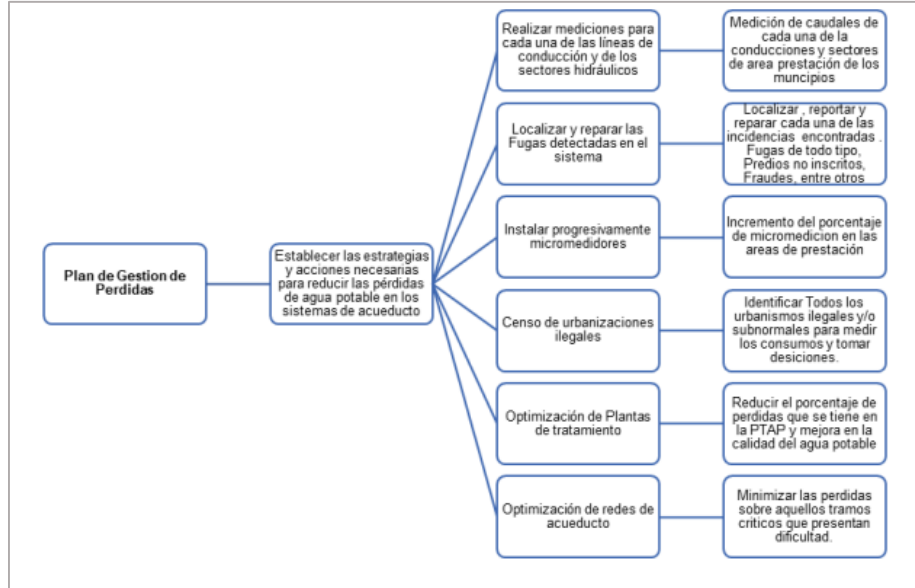 Plan de Gestion de
Perdidas
Establecer las estrategias
y acciones necesarias
para reducir las pérdidas
de agua potable en los
sistemas de acueducto
Realizar mediciones para
cada una de las líneas de
conducción y de los
sectores hidráulicos
Medición de caudales de
cada una de la
conducciones y sectores
de area prestación de los
muncipios
Localizar y reparar las
Fugas detectadas en el
sistema
Localizar , reportar y
reparar cada una de las
incidencias encontradas .
Fugas de todo tipo,
Predios no inscritos,
Fraudes, entre otros
Instalar progresivamente
micromedidores
Incremento del porcentaje
de micromedicion en las
areas de prestación
Censo de urbanizaciones
ilegales
Identificar Todos los
urbanismos ilegales y/o
subnormales para medir
los consumos y tomar
desiciones.
Optimización de Plantas
de tratamiento
Reducir el porcentaje de
perdidas que se tiene en
la PTAP y mejora en la
calidad del agua potable
Optimización de redes de
acueducto
Minimizar las perdidas
sobre aquellos tramos
criticos que presentan
dificultad.